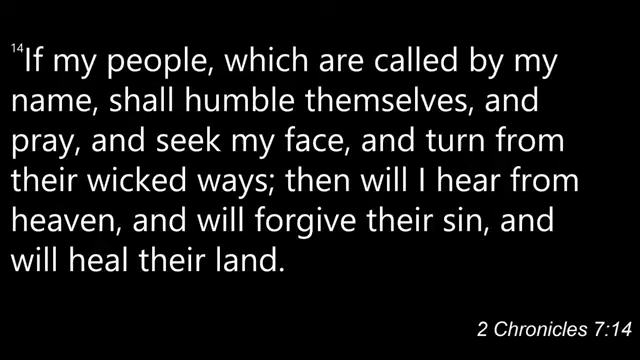 14If my people, which are called by my
name, shall humble themselves, and
pray, and seek my face, and turn from
their wicked ways; then will I hear from
heaven, and will forgive their sin, and
will heal their land.
2 Chronicles 7:14